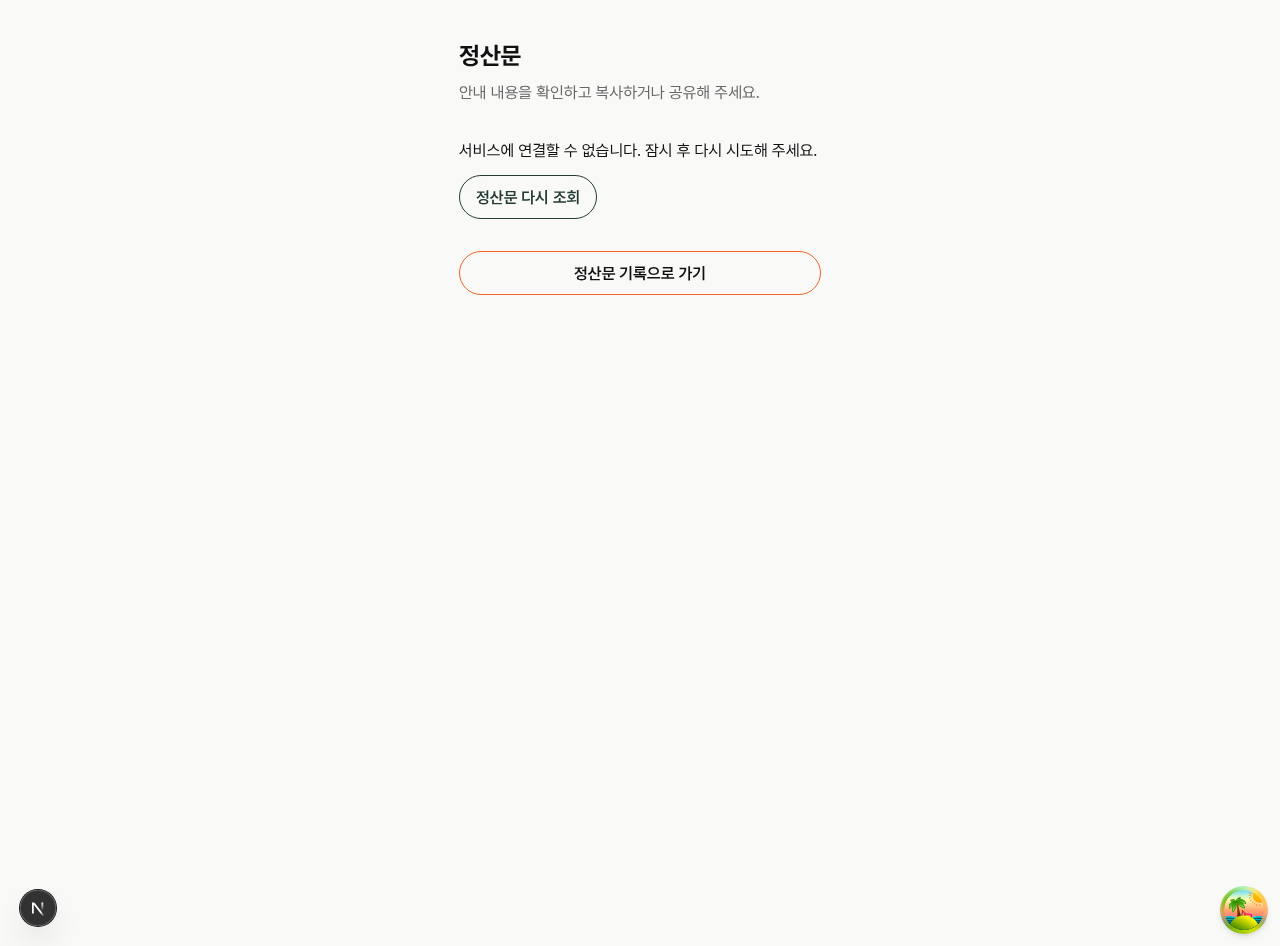 정산문
안내 내용을 확인하고 복사하거나 공유해 주세요.
서비스에 연결할 수 없습니다. 잠시 후 다시 시도해 주세요.
정산문 다시 조회
정산문 기록으로 가기
N